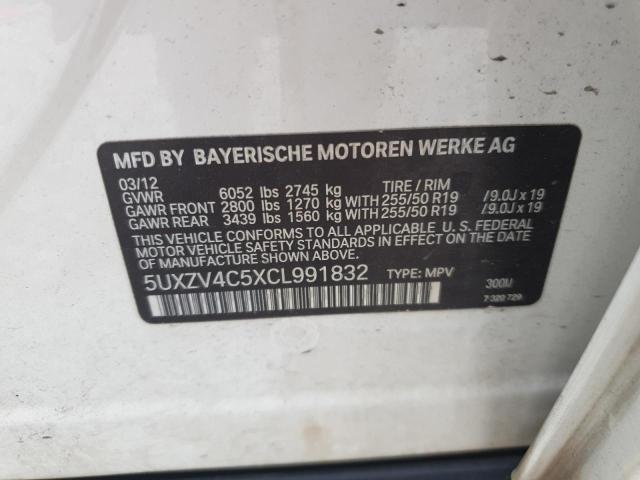 MFD BY BAYERISCHE MOTOREN WERKE AG
03/12 TIRE / RIM
GVWR 6052 lbs 2745 kg
GAWR FRONT 2800 lbs 1270 kg WITH 255/50 R19 /9.0J x 19
GAWR REAR 3439 lbs 1560 kg WITH 255/50 R19 /9.0J x 19
THIS VEHICLE CONFORMS TO ALL APPLICABLE U.S. FEDERAL
MOTOR VEHICLE SAFETY STANDARDS IN EFFECT ON THE DATE OF
MANUFACTURE SHOWN ABOVE.
5UXZV4C5XCL991832 TYPE: MPV 300U
7 320 729